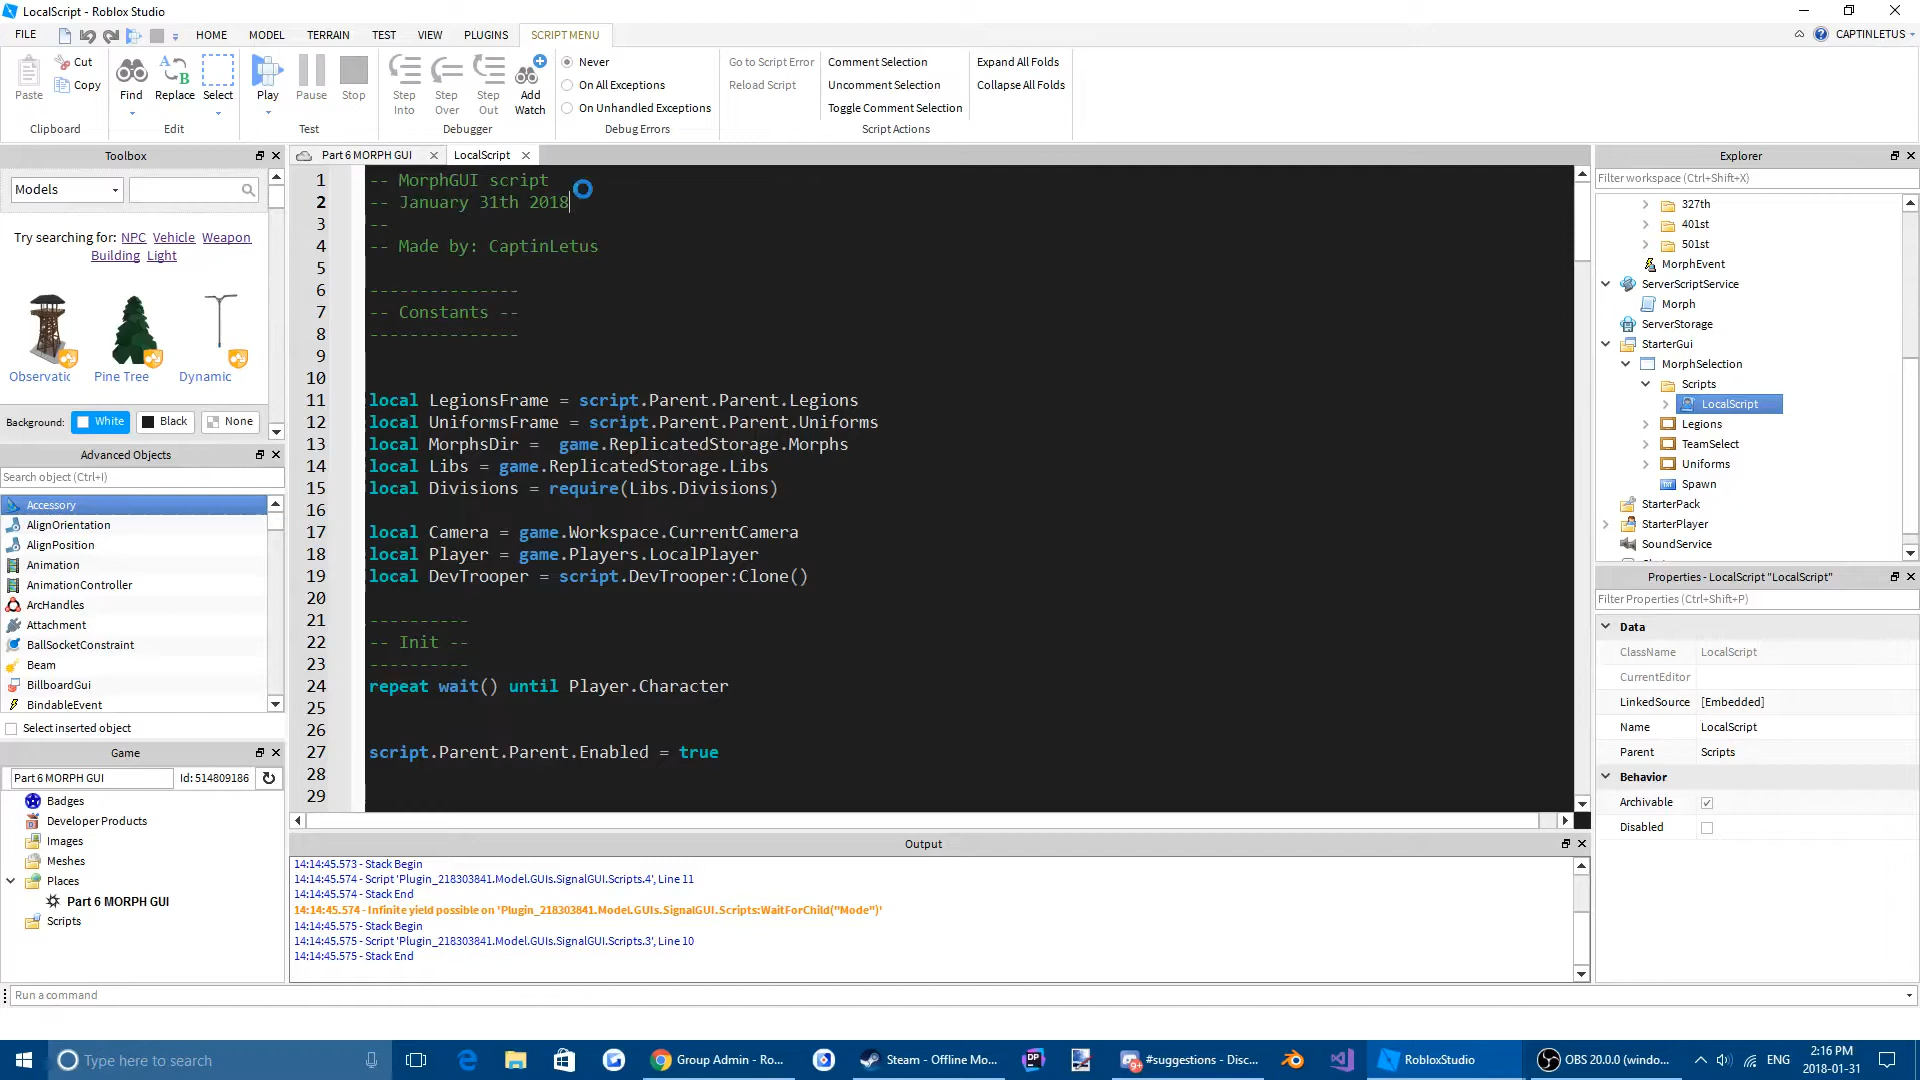 LocalScript - Roblox Studio
FILE HOME MODEL TERRAIN TEST VIEW PLUGINS SCRIPT MENU CAPTINLETUS
Paste Cut Copy Clipboard
Find Replace Select Edit
Play Pause Stop Test
Step Into Step Over Step Out Add Watch Debugger
Never
On All Exceptions
On Unhandled Exceptions
Debug Errors
Go to Script Error
Reload Script
Comment Selection
Uncomment Selection
Toggle Comment Selection
Script Actions
Expand All Folds
Collapse All Folds
Toolbox
Models
Try searching for: NPC Vehicle Weapon
Building Light
Observatic Pine Tree Dynamic
Background: White Black None
Advanced Objects
Search object (Ctrl+I)
Accessory
AlignOrientation
AlignPosition
Animation
AnimationController
ArcHandles
Attachment
BallSocketConstraint
Beam
BillboardGui
BindableEvent
Select inserted object
Game
Part 6 MORPH GUI Id: 514809186
Badges
Developer Products
Images
Meshes
Places
Part 6 MORPH GUI
Scripts
Part 6 MORPH GUI LocalScript
1 -- MorphGUI script
2 -- January 31th 2018
3 --
4 -- Made by: CaptinLetus
5
6 ---------------
7 -- Constants --
8 ---------------
9
10
11 local LegionsFrame = script.Parent.Parent.Legions
12 local UniformsFrame = script.Parent.Parent.Uniforms
13 local MorphsDir =  game.ReplicatedStorage.Morphs
14 local Libs = game.ReplicatedStorage.Libs
15 local Divisions = require(Libs.Divisions)
16
17 local Camera = game.Workspace.CurrentCamera
18 local Player = game.Players.LocalPlayer
19 local DevTrooper = script.DevTrooper:Clone()
20
21 ----------
22 -- Init --
23 ----------
24 repeat wait() until Player.Character
25
26
27 script.Parent.Parent.Enabled = true
28
29
Output
14:14:45.573 - Stack Begin
14:14:45.574 - Script 'Plugin_218303841.Model.GUIs.SignalGUI.Scripts.4', Line 11
14:14:45.574 - Stack End
14:14:45.574 - Infinite yield possible on 'Plugin_218303841.Model.GUIs.SignalGUI.Scripts:WaitForChild("Mode")'
14:14:45.575 - Stack Begin
14:14:45.575 - Script 'Plugin_218303841.Model.GUIs.SignalGUI.Scripts.3', Line 10
14:14:45.575 - Stack End
Explorer
Filter workspace (Ctrl+Shift+X)
327th
401st
501st
MorphEvent
ServerScriptService
Morph
ServerStorage
StarterGui
MorphSelection
Scripts
LocalScript
Legions
TeamSelect
Uniforms
Spawn
StarterPack
StarterPlayer
SoundService
Properties - LocalScript "LocalScript"
Filter Properties (Ctrl+Shift+P)
Data
ClassName LocalScript
CurrentEditor
LinkedSource [Embedded]
Name LocalScript
Parent Scripts
Behavior
Archivable
Disabled
Run a command
Type here to search
Group Admin - Ro...
Steam - Offline Mo...
#suggestions - Disc...
RobloxStudio
OBS 20.0.0 (windo...
ENG
2:16 PM
2018-01-31